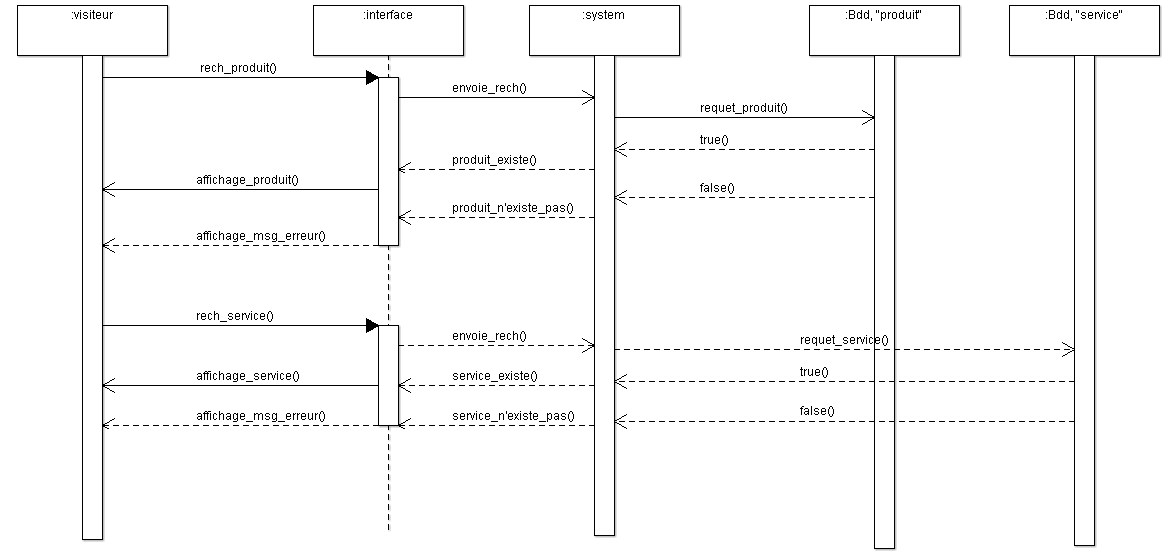 :visiteur
:interface
:system
:Bdd, "produit"
:Bdd, "service"
rech_produit()
envoie_rech()
requet_produit()
true()
produit_existe()
affichage_produit()
false()
produit_n'existe_pas()
affichage_msg_erreur()
rech_service()
envoie_rech()
requet_service()
affichage_service()
service_existe()
true()
affichage_msg_erreur()
service_n'existe_pas()
false()